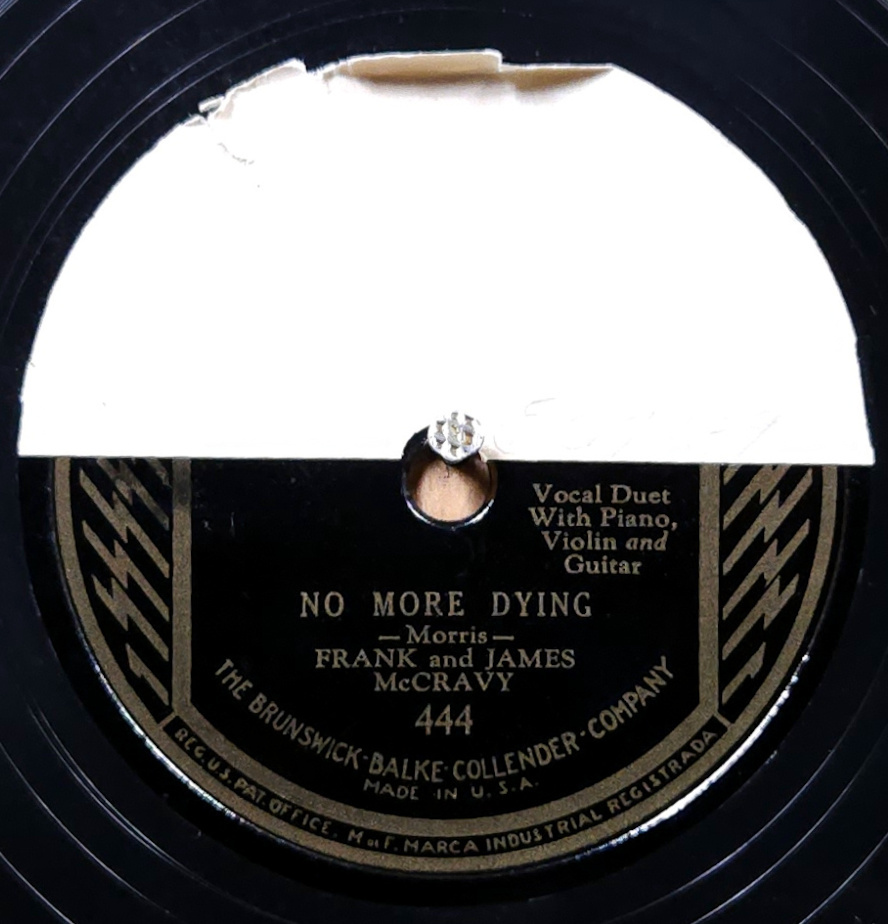 Vocal Duet
With Piano,
Violin and
Guitar
NO MORE DYING
—Morris—
FRANK and JAMES
McCRAVY
444
THE BRUNSWICK-BALKE-COLLENDER-COMPANY
MADE IN U.S.A.
REG.U.S.PAT.OFFICE. M DE F. MARCA INDUSTRIAL REGISTRADA